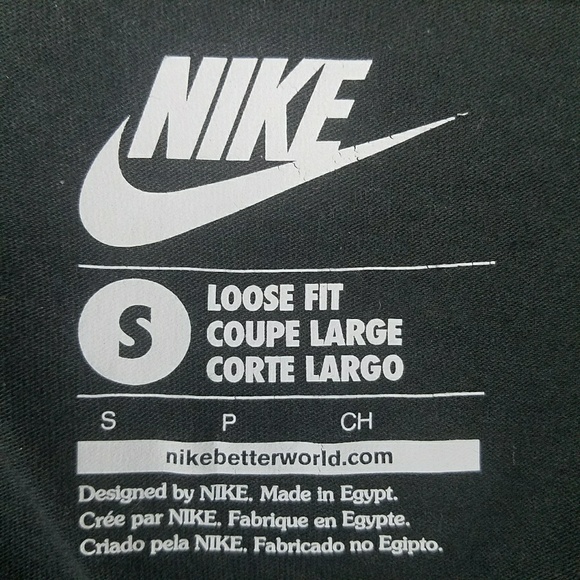 NIKE
S
LOOSE FIT
COUPE LARGE
CORTE LARGO
S P CH
nikebetterworld.com
Designed by NIKE, Made in Egypt.
Crée par NIKE, Fabrique en Egypte.
Criado pela NIKE, Fabricado no Egipto.